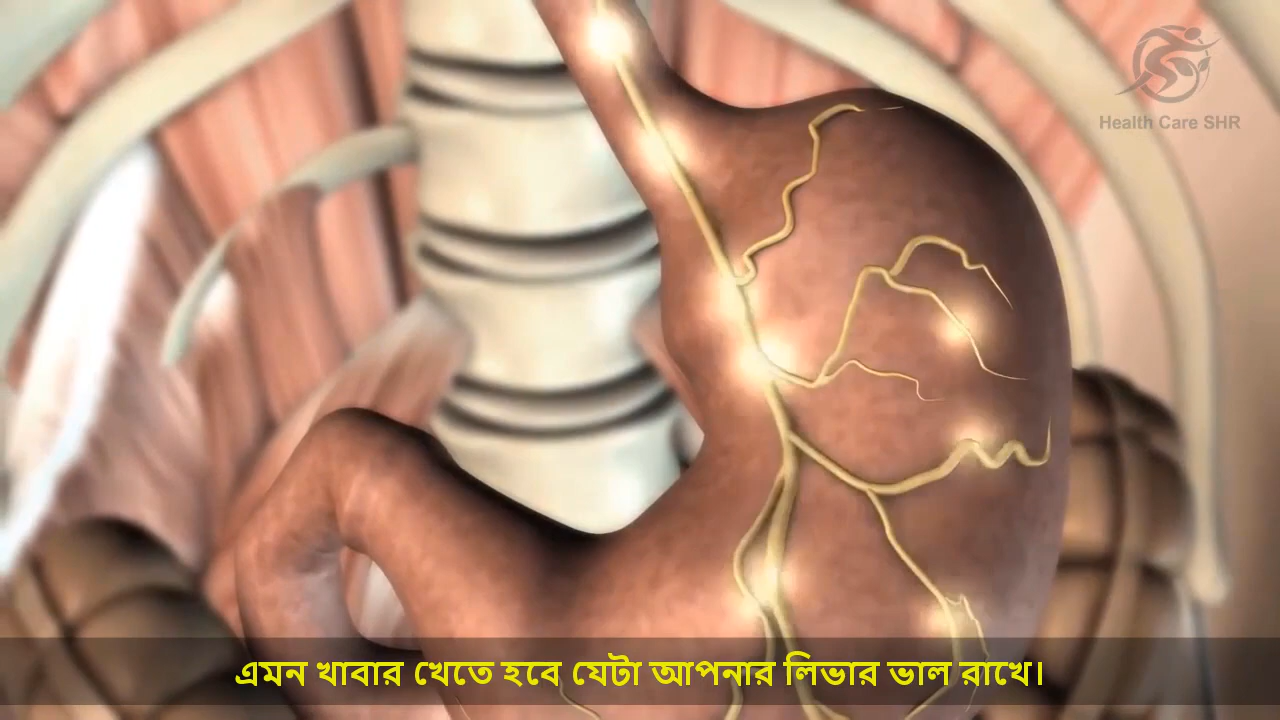 Health Care SHR
এমন খাবার খেতে হবে যেটা আপনার লিভার ভাল রাখে।